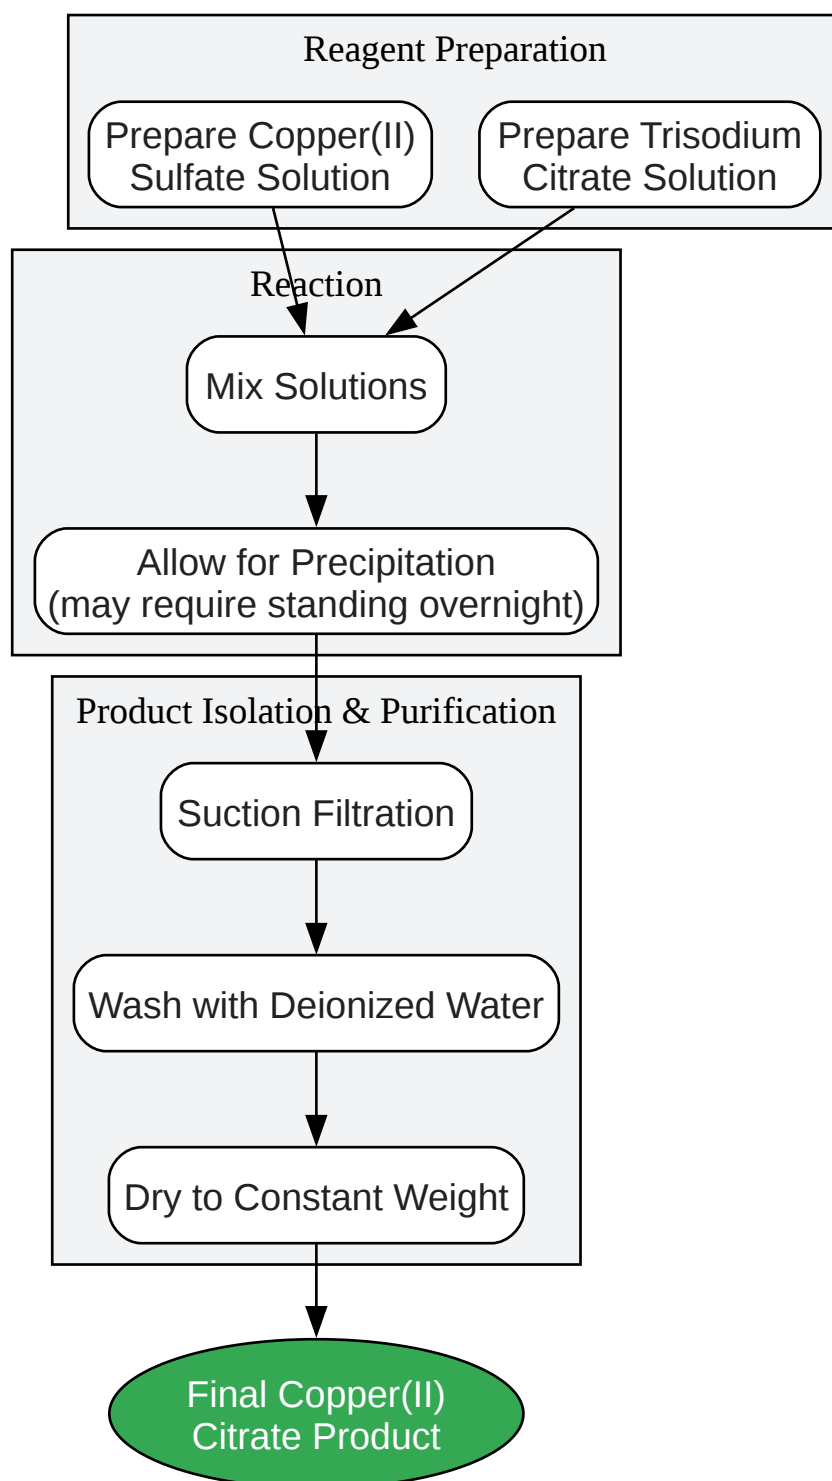 Reagent Preparation
Prepare Copper(II)
Sulfate Solution
Prepare Trisodium
Citrate Solution
Reaction
Mix Solutions
Allow for Precipitation
(may require standing overnight)
Product Isolation & Purification
Suction Filtration
Wash with Deionized Water
Dry to Constant Weight
Final Copper(II)
Citrate Product